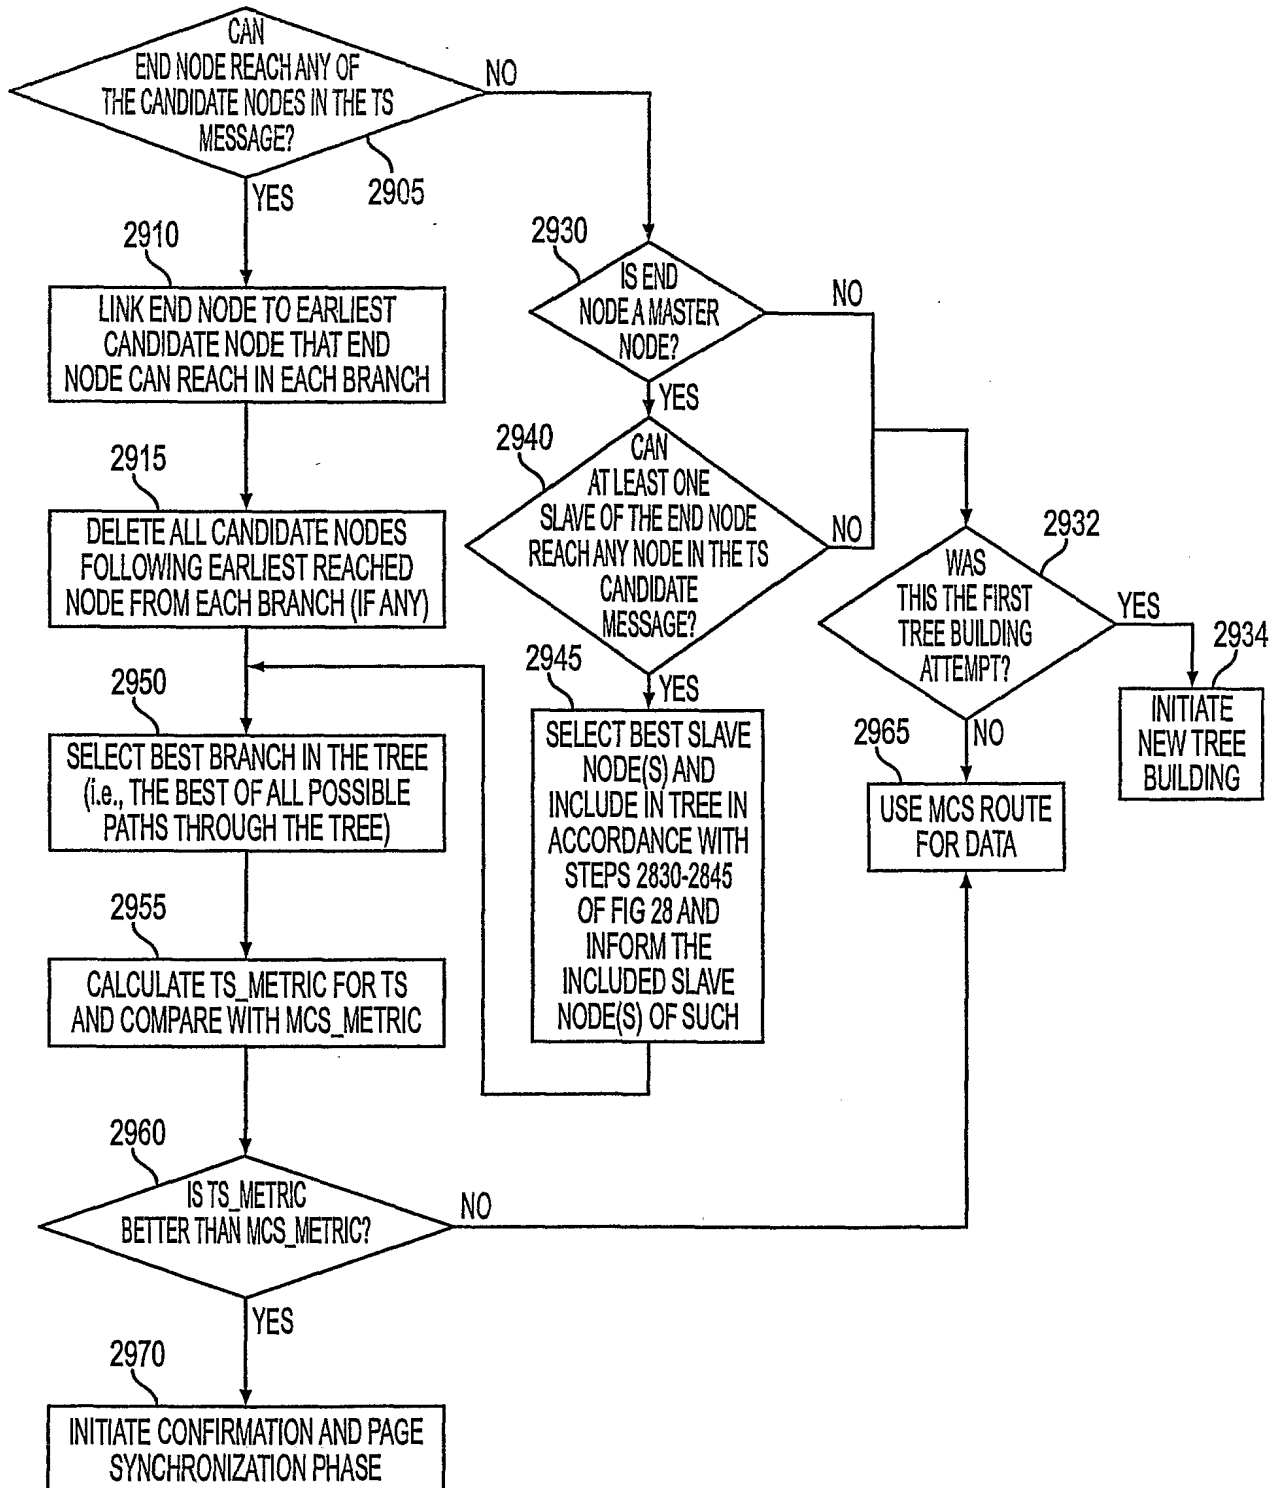 CAN
END NODE REACH ANY OF
THE CANDIDATE NODES IN THE TS
MESSAGE?
NO
2905
YES
2910
LINK END NODE TO EARLIEST
CANDIDATE NODE THAT END
NODE CAN REACH IN EACH BRANCH
2915
DELETE ALL CANDIDATE NODES
FOLLOWING EARLIEST REACHED
NODE FROM EACH BRANCH (IF ANY)
2950
SELECT BEST BRANCH IN THE TREE
(i.e., THE BEST OF ALL POSSIBLE
PATHS THROUGH THE TREE)
2955
CALCULATE TS_METRIC FOR TS
AND COMPARE WITH MCS_METRIC
2960
IS TS_METRIC
BETTER THAN MCS_METRIC?
NO
YES
2970
INITIATE CONFIRMATION AND PAGE
SYNCHRONIZATION PHASE
2930
IS END
NODE A MASTER
NODE?
NO
YES
2940
CAN
AT LEAST ONE
SLAVE OF THE END NODE
REACH ANY NODE IN THE TS
CANDIDATE
MESSAGE?
NO
YES
2945
SELECT BEST SLAVE
NODE(S) AND
INCLUDE IN TREE IN
ACCORDANCE WITH
STEPS 2830-2845
OF FIG 28 AND
INFORM THE
INCLUDED SLAVE
NODE(S) OF SUCH
2932
WAS
THIS THE FIRST
TREE BUILDING
ATTEMPT?
YES
2934
INITIATE
NEW TREE
BUILDING
NO
2965
USE MCS ROUTE
FOR DATA